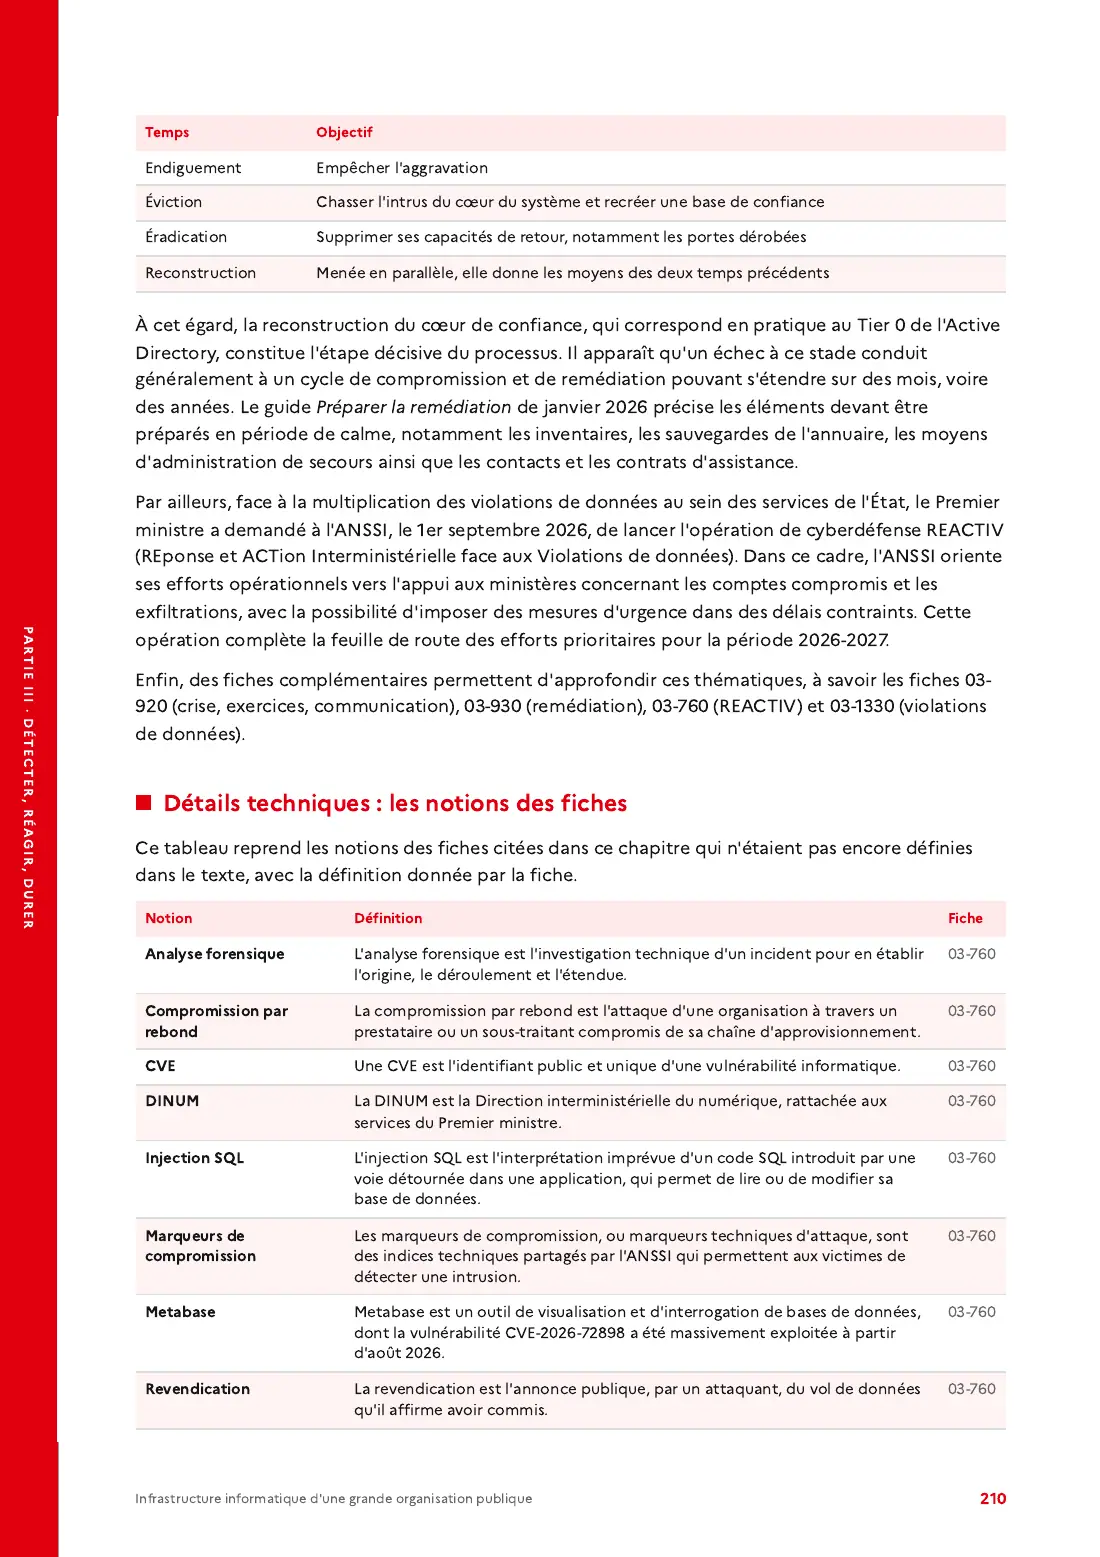 Temps Objectif
Endiguement Empêcher l'aggravation
Éviction Chasser l'intrus du cœur du système et recréer une base de confiance
Éradication Supprimer ses capacités de retour, notamment les portes dérobées
Reconstruction Menée en parallèle, elle donne les moyens des deux temps précédents
À cet égard, la reconstruction du cœur de confiance, qui correspond en pratique au Tier 0 de l'Active
Directory, constitue l'étape décisive du processus. Il apparaît qu'un échec à ce stade conduit
généralement à un cycle de compromission et de remédiation pouvant s'étendre sur des mois, voire
des années. Le guide Préparer la remédiation de janvier 2026 précise les éléments devant être
préparés en période de calme, notamment les inventaires, les sauvegardes de l'annuaire, les moyens
d'administration de secours ainsi que les contacts et les contrats d'assistance.
Par ailleurs, face à la multiplication des violations de données au sein des services de l'État, le Premier
ministre a demandé à l'ANSSI, le 1er septembre 2026, de lancer l'opération de cyberdéfense REACTIV
(REponse et ACTion Interministérielle face aux Violations de données). Dans ce cadre, l'ANSSI oriente
ses efforts opérationnels vers l'appui aux ministères concernant les comptes compromis et les
exfiltrations, avec la possibilité d'imposer des mesures d'urgence dans des délais contraints. Cette
opération complète la feuille de route des efforts prioritaires pour la période 2026-2027.
Enfin, des fiches complémentaires permettent d'approfondir ces thématiques, à savoir les fiches 03-
920 (crise, exercices, communication), 03-930 (remédiation), 03-760 (REACTIV) et 03-1330 (violations
de données).
Détails techniques : les notions des fiches
Ce tableau reprend les notions des fiches citées dans ce chapitre qui n'étaient pas encore définies
dans le texte, avec la définition donnée par la fiche.
Notion Définition Fiche
Analyse forensique L'analyse forensique est l'investigation technique d'un incident pour en établir 03-760
l'origine, le déroulement et l'étendue.
Compromission par La compromission par rebond est l'attaque d'une organisation à travers un 03-760
rebond prestataire ou un sous-traitant compromis de sa chaîne d'approvisionnement.
CVE Une CVE est l'identifiant public et unique d'une vulnérabilité informatique. 03-760
DINUM La DINUM est la Direction interministérielle du numérique, rattachée aux 03-760
services du Premier ministre.
Injection SQL L'injection SQL est l'interprétation imprévue d'un code SQL introduit par une 03-760
voie détournée dans une application, qui permet de lire ou de modifier sa
base de données.
Marqueurs de Les marqueurs de compromission, ou marqueurs techniques d'attaque, sont 03-760
compromission des indices techniques partagés par l'ANSSI qui permettent aux victimes de
détecter une intrusion.
Metabase Metabase est un outil de visualisation et d'interrogation de bases de données, 03-760
dont la vulnérabilité CVE-2026-72898 a été massivement exploitée à partir
d'août 2026.
Revendication La revendication est l'annonce publique, par un attaquant, du vol de données 03-760
qu'il affirme avoir commis.
PARTIE III · DÉTECTER, RÉAGIR, DURER
Infrastructure informatique d'une grande organisation publique 210